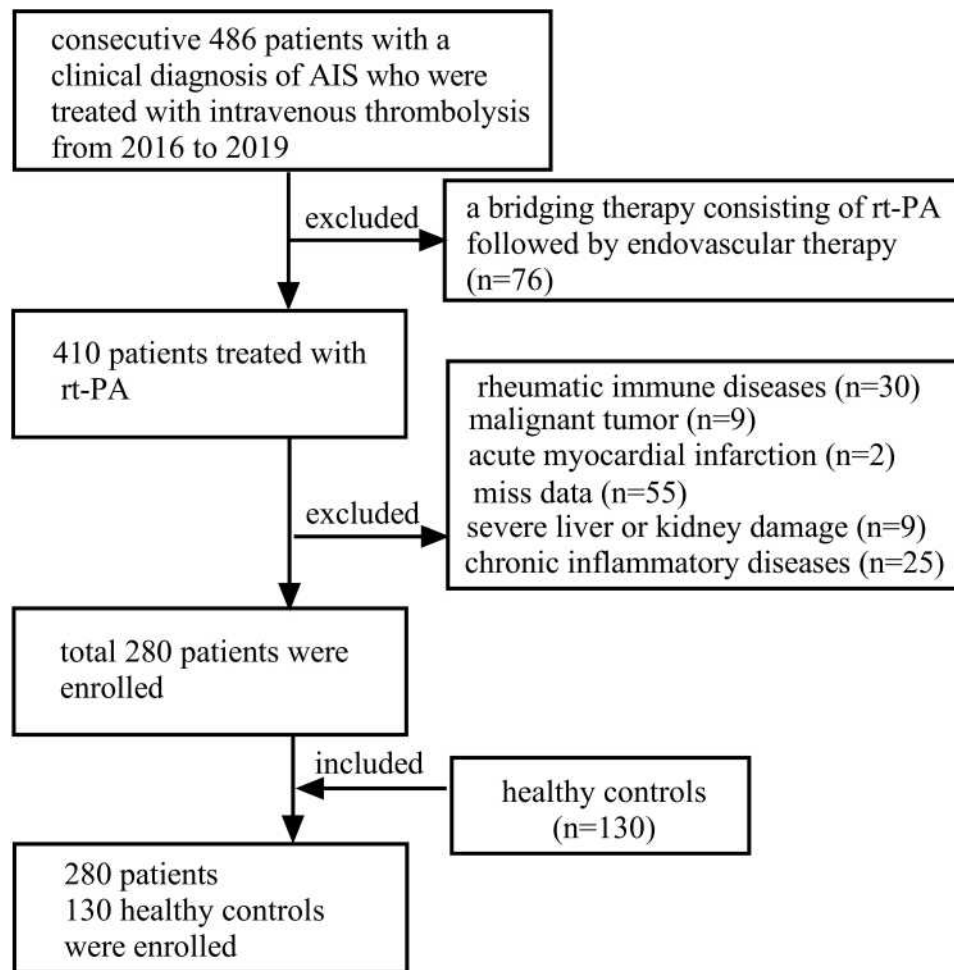 consecutive 486 patients with a
clinical diagnosis of AIS who were
treated with intravenous thrombolysis
from 2016 to 2019
excluded
a bridging therapy consisting of rt-PA
followed by endovascular therapy
(n=76)
410 patients treated with
rt-PA
excluded
rheumatic immune diseases (n=30)
malignant tumor (n=9)
acute myocardial infarction (n=2)
miss data (n=55)
severe liver or kidney damage (n=9)
chronic inflammatory diseases (n=25)
total 280 patients were
enrolled
included
healthy controls
(n=130)
280 patients
130 healthy controls
were enrolled